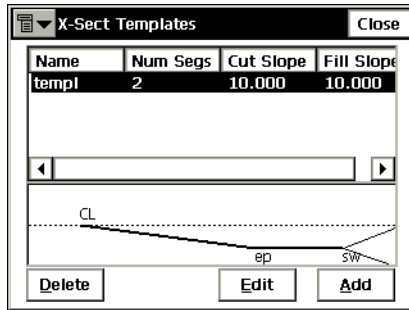 X-Sect Templates Close
Name Num Segs Cut Slope Fill Slope
templ 2 10.000 10.000
CL
ep sw
Delete Edit Add